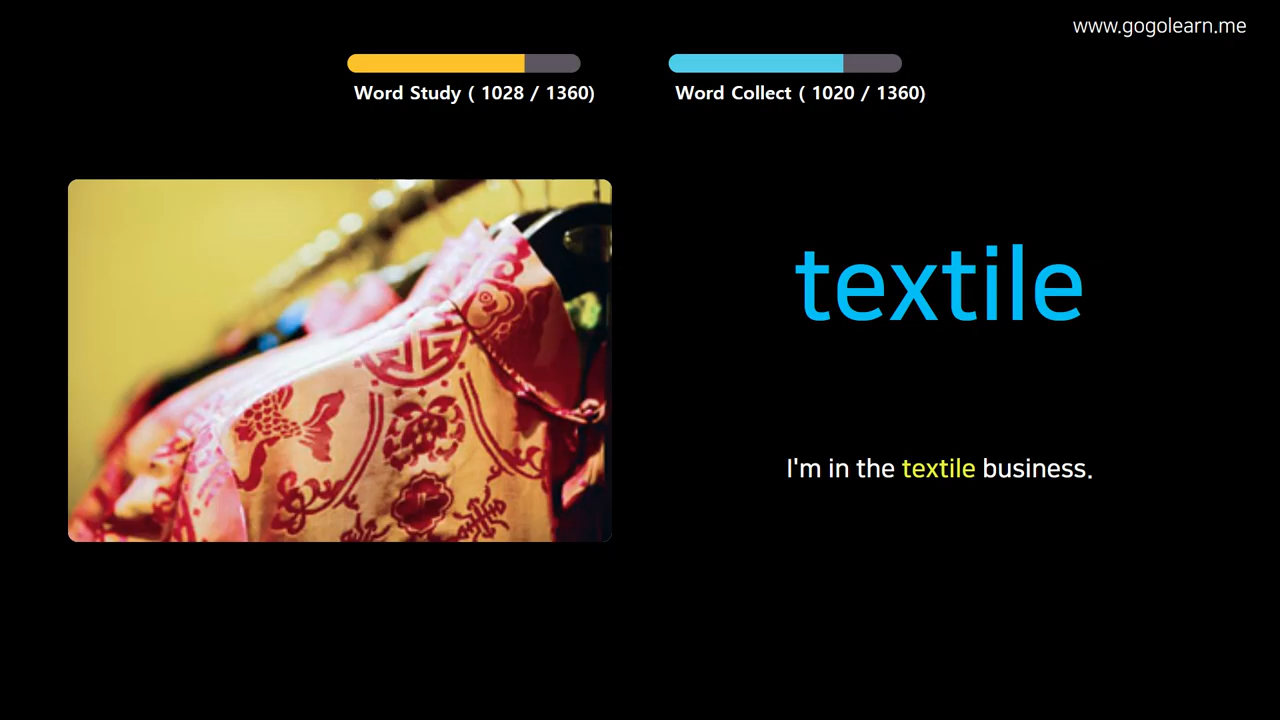 www.gogolearn.me
Word Study ( 1028 / 1360)
Word Collect ( 1020 / 1360)
textile
I'm in the textile business.